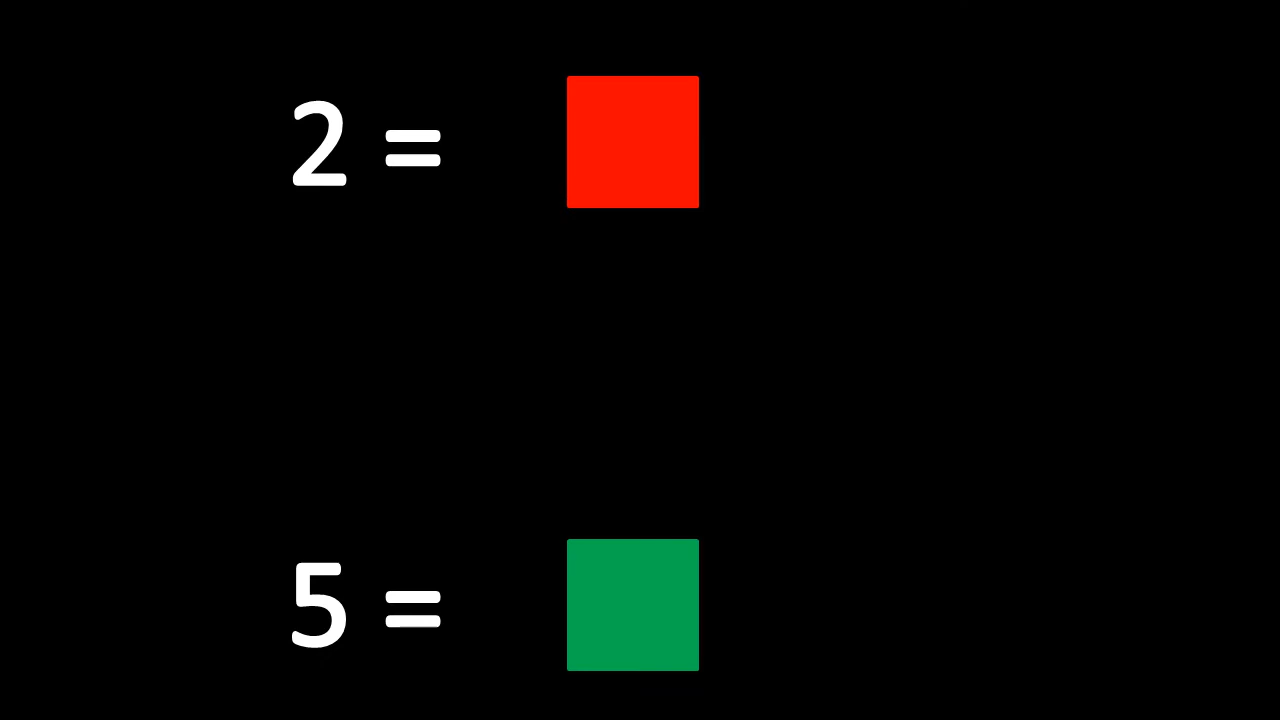 2 =
5 =